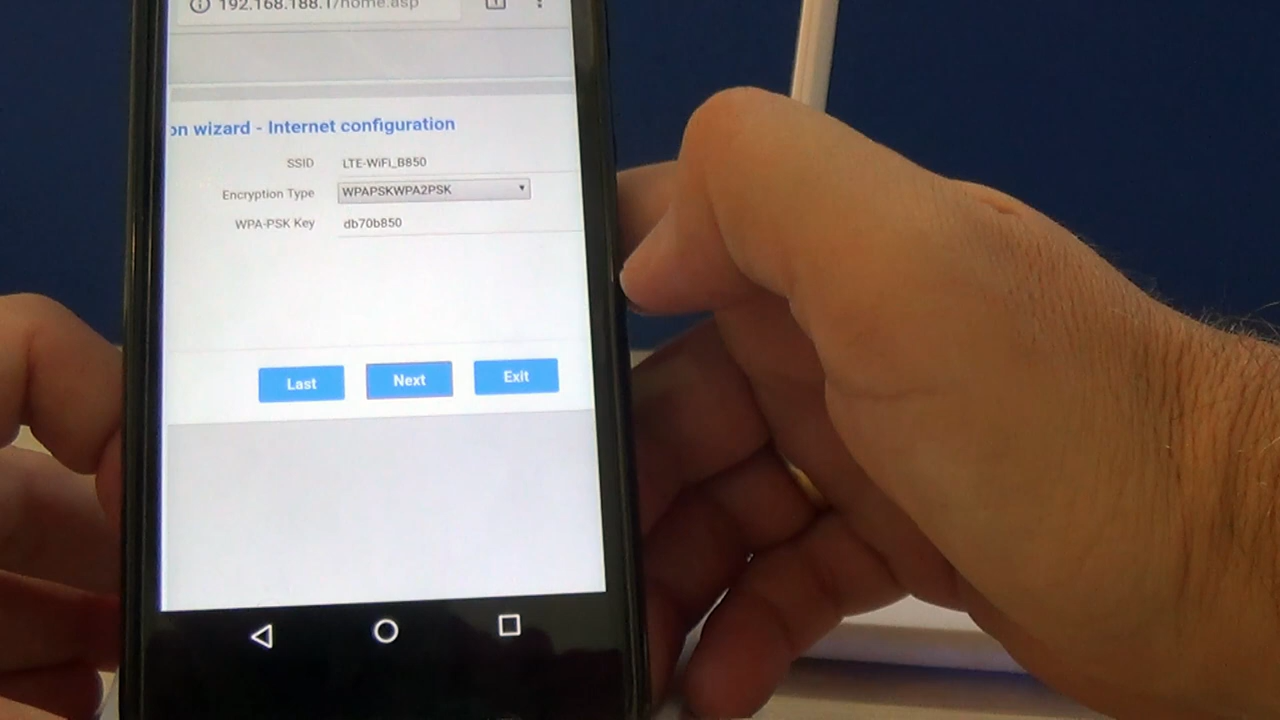 192.168.188.1/home.asp
on wizard - Internet configuration
SSID LTE-WiFi_B850
Encryption Type WPAPSKWPA2PSK
WPA-PSK Key db70b850
Last Next Exit